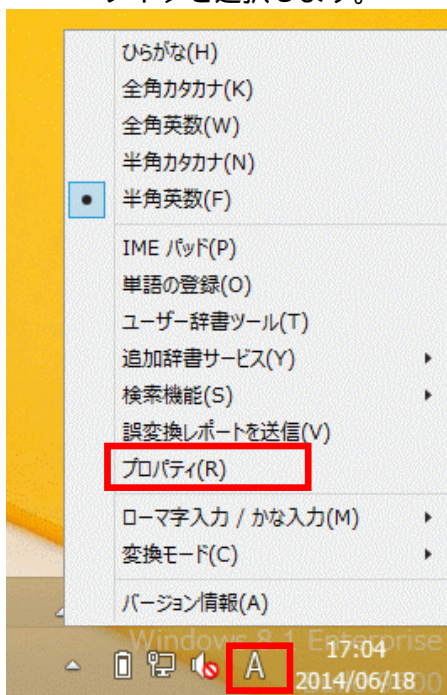 ひらがな(H)
全角カタカナ(K)
全角英数(W)
半角カタカナ(N)
半角英数(F)
IME パッド(P)
単語の登録(O)
ユーザー辞書ツール(T)
追加辞書サービス(Y)
検索機能(S)
誤変換レポートを送信(V)
プロパティ(R)
ローマ字入力 / かな入力(M)
変換モード(C)
バージョン情報(A)
Windows 8.1 Enterprise
A
17:04
2014/06/18